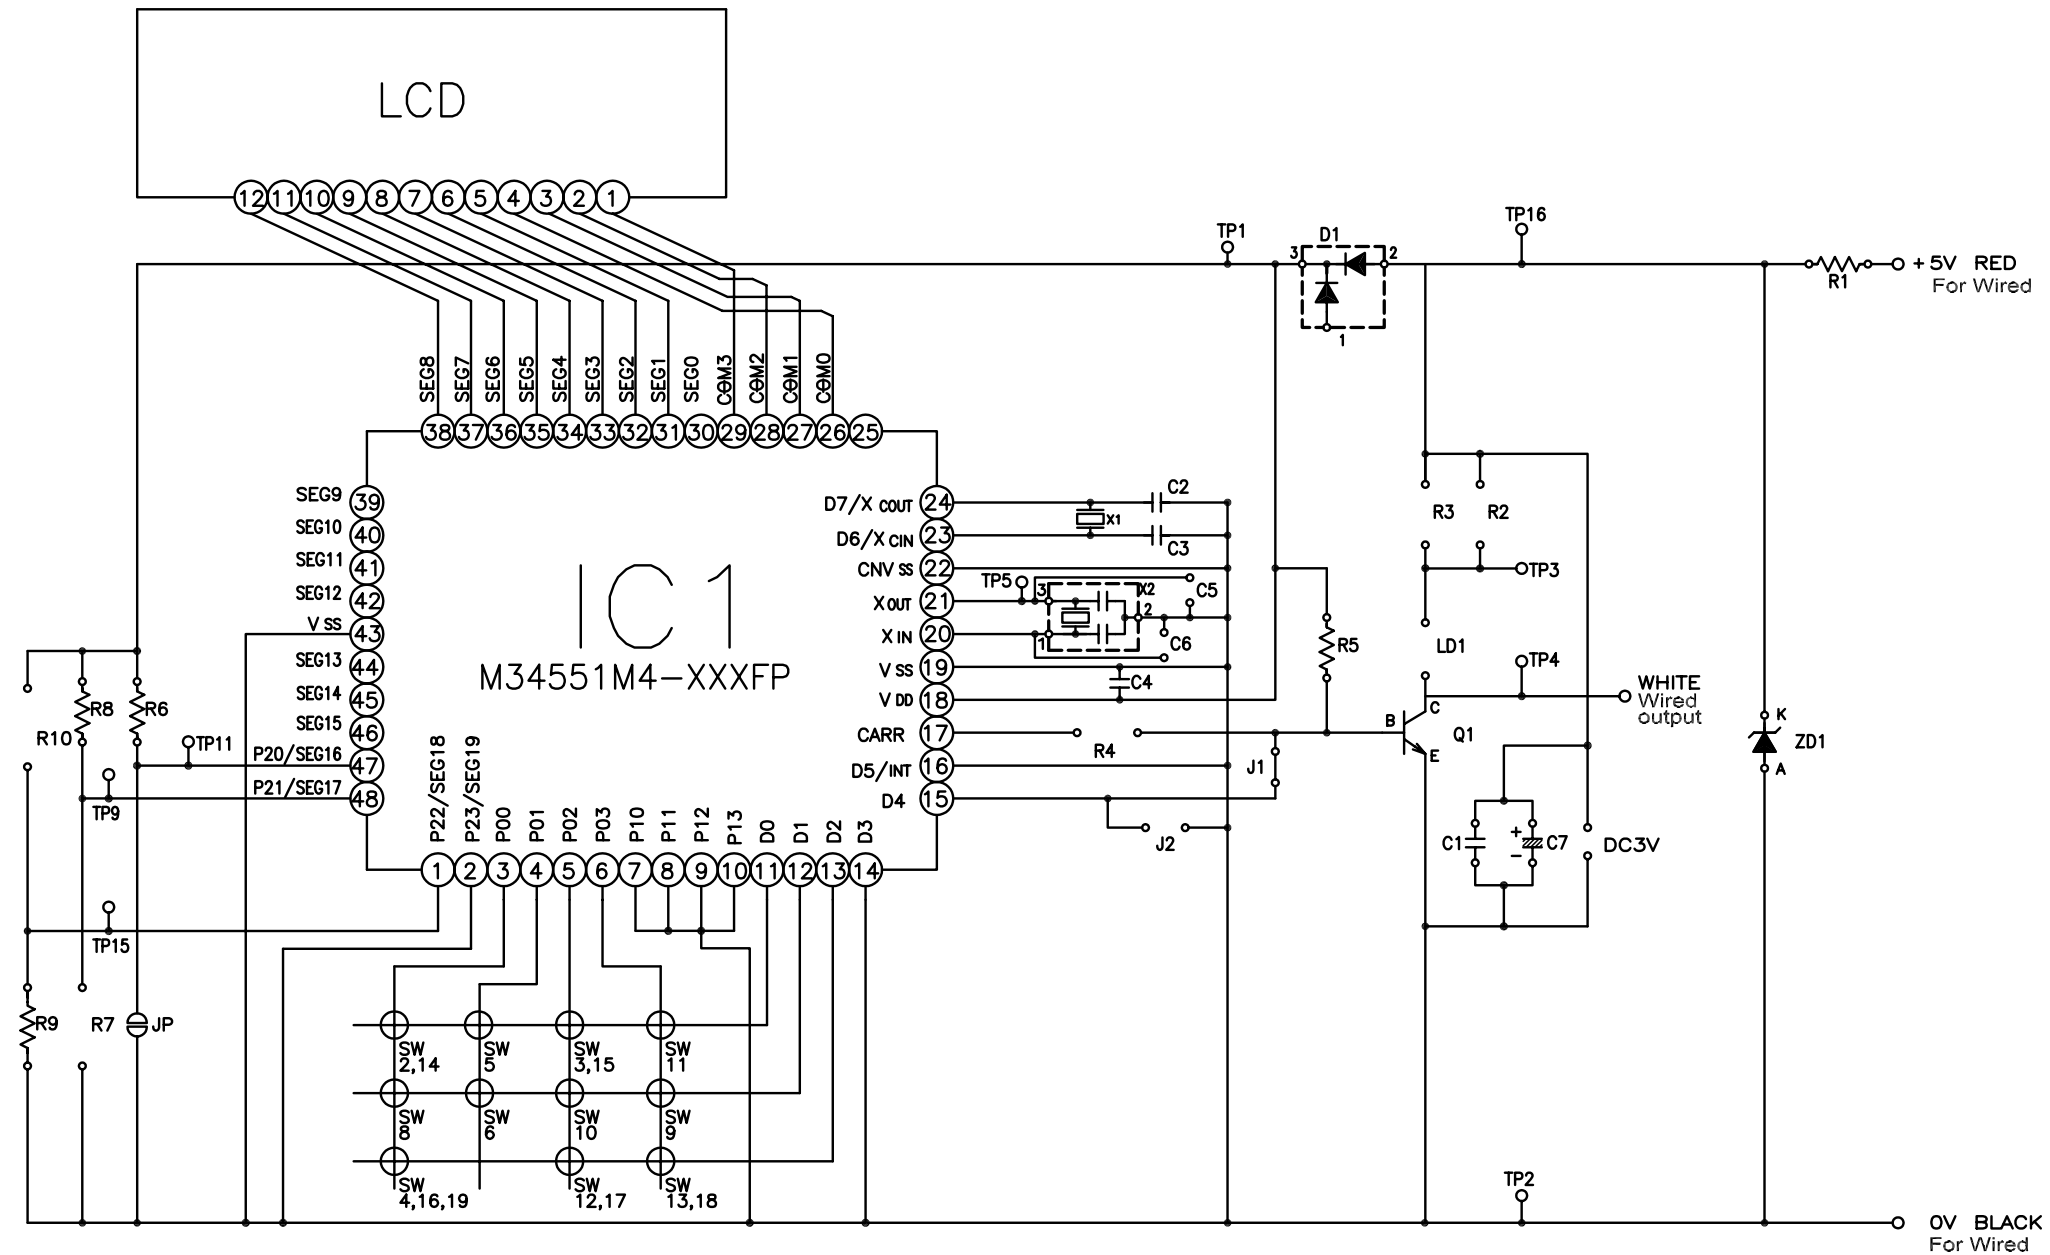 LCD
12 11 10 9 8 7 6 5 4 3 2 1
TP1
TP16
3 D1 2
1
R1
+5V RED
For Wired
SEG8 SEG7 SEG6 SEG5 SEG4 SEG3 SEG2 SEG1 SEG0 COM3 COM2 COM1 COM0
38 37 36 35 34 33 32 31 30 29 28 27 26 25
SEG9 39
SEG10 40
SEG11 41
SEG12 42
V SS 43
SEG13 44
SEG14 45
SEG15 46
P20/SEG16 47
P21/SEG17 48
IC1
M34551M4-XXXFP
D7/X COUT 24
D6/X CIN 23
CNV SS 22
X OUT 21
X IN 20
V SS 19
V DD 18
CARR 17
D5/INT 16
D4 15
C2
X1
C3
TP5
3 X2
2
1
C5
C6
C4
R5
R4
J1
J2
R3 R2
TP3
LD1
TP4
WHITE
Wired
output
B C
E
Q1
K
ZD1
A
C1
+
−
C7
DC3V
R10
R8
R6
TP11
TP9
TP15
R9
R7
JP
P22/SEG18 P23/SEG19 P00 P01 P02 P03 P10 P11 P12 P13 D0 D1 D2 D3
1 2 3 4 5 6 7 8 9 10 11 12 13 14
SW
2,14
SW
5
SW
3,15
SW
11
SW
8
SW
6
SW
10
SW
9
SW
4,16,19
SW
12,17
SW
13,18
TP2
0V BLACK
For Wired